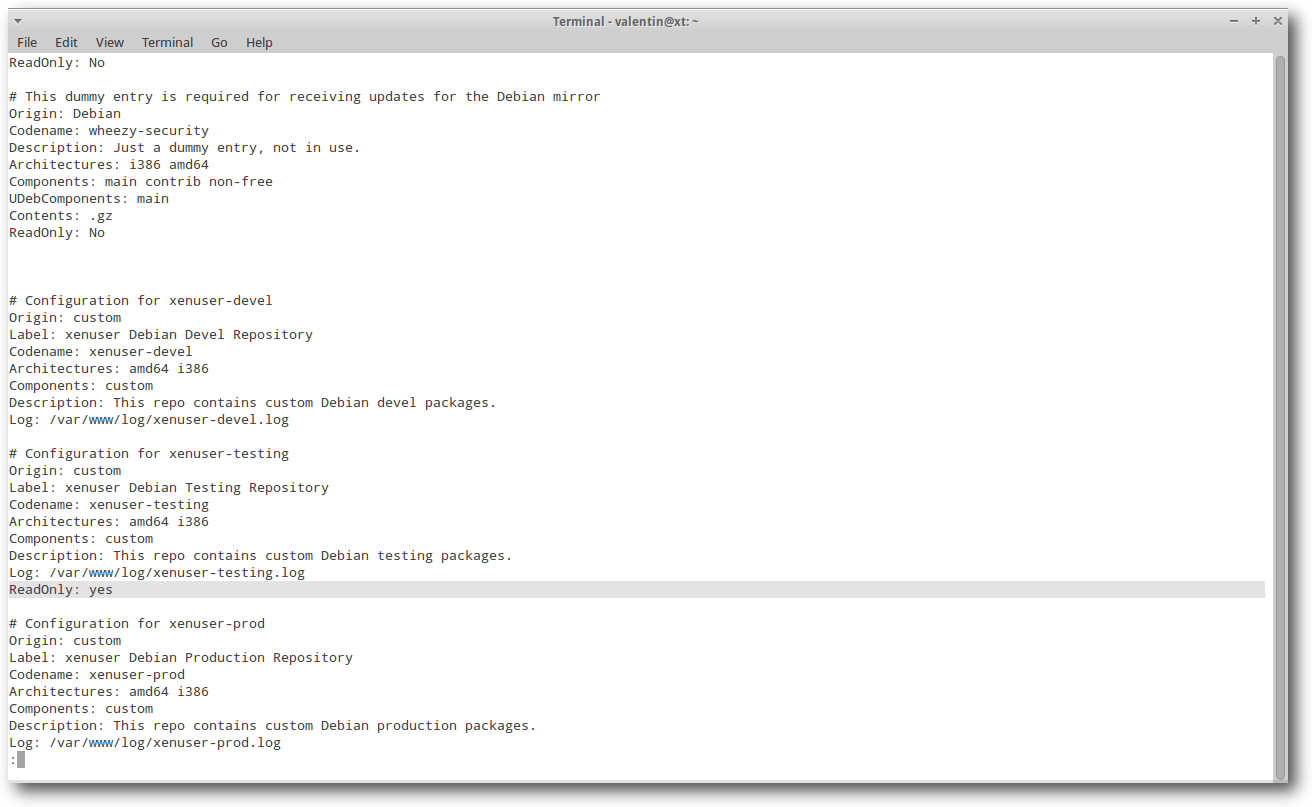 Terminal - valentin@xt: ~
File Edit View Terminal Go Help
ReadOnly: No
# This dummy entry is required for receiving updates for the Debian mirror
Origin: Debian
Codename: wheezy-security
Description: Just a dummy entry, not in use.
Architectures: i386 amd64
Components: main contrib non-free
UDebComponents: main
Contents: .gz
ReadOnly: No
# Configuration for xenuser-devel
Origin: custom
Label: xenuser Debian Devel Repository
Codename: xenuser-devel
Architectures: amd64 i386
Components: custom
Description: This repo contains custom Debian devel packages.
Log: /var/www/log/xenuser-devel.log
# Configuration for xenuser-testing
Origin: custom
Label: xenuser Debian Testing Repository
Codename: xenuser-testing
Architectures: amd64 i386
Components: custom
Description: This repo contains custom Debian testing packages.
Log: /var/www/log/xenuser-testing.log
ReadOnly: yes
# Configuration for xenuser-prod
Origin: custom
Label: xenuser Debian Production Repository
Codename: xenuser-prod
Architectures: amd64 i386
Components: custom
Description: This repo contains custom Debian production packages.
Log: /var/www/log/xenuser-prod.log
: